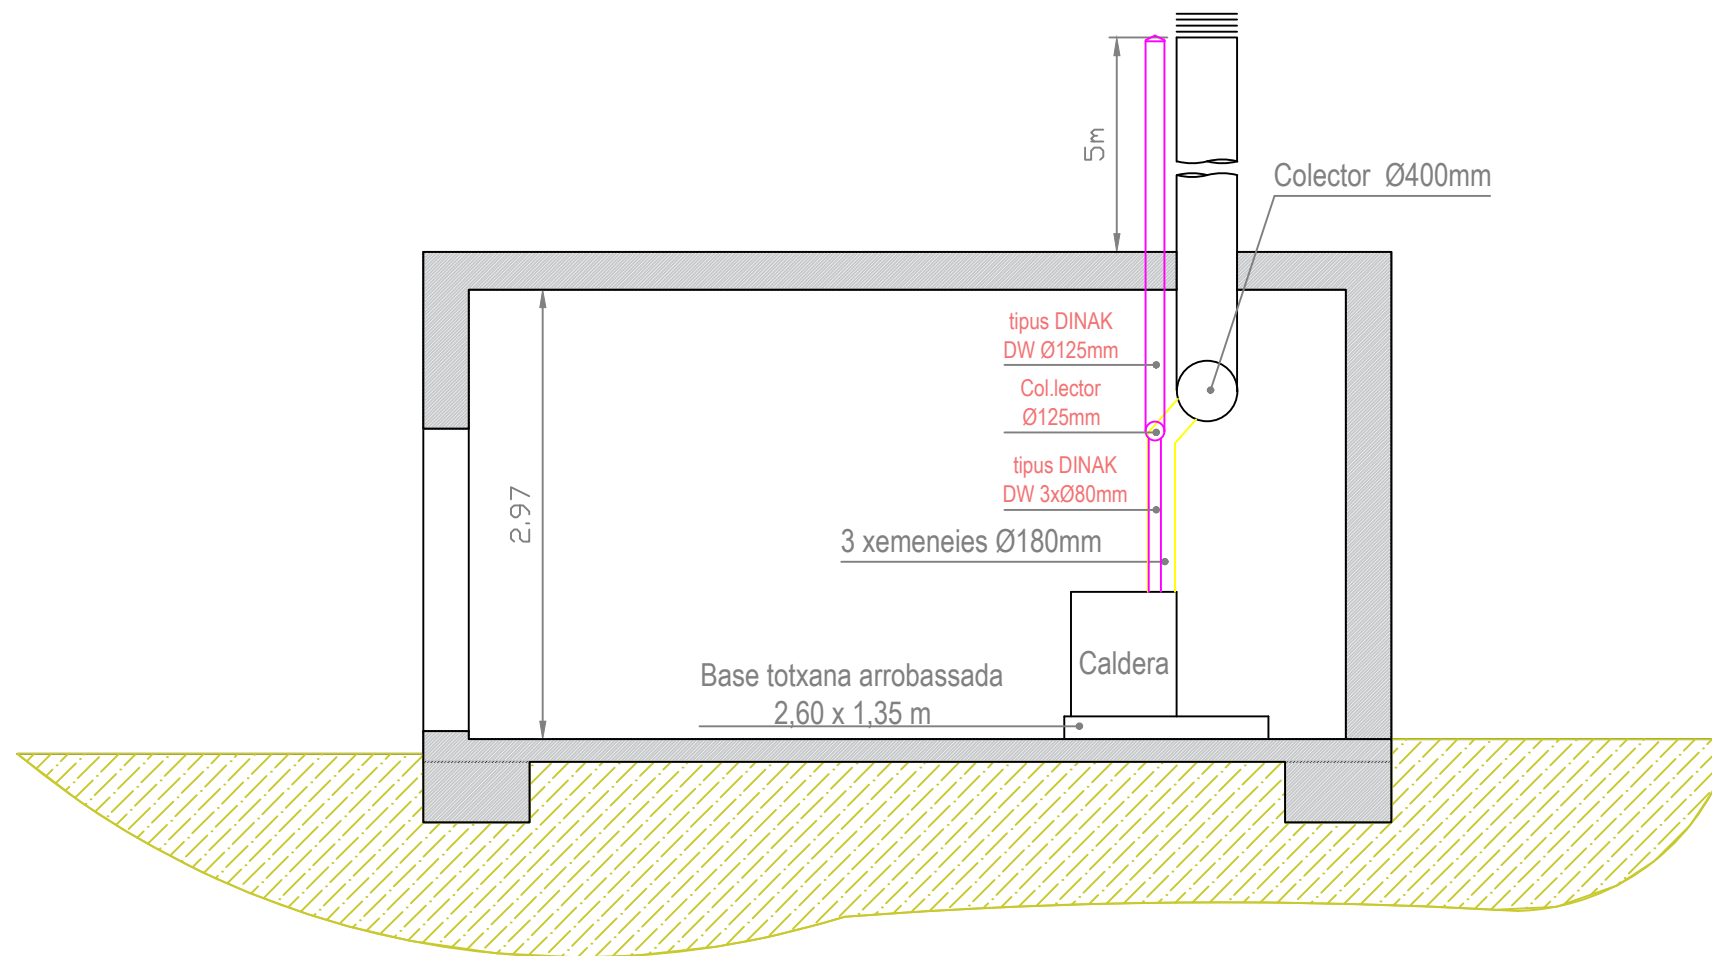 5m
Colector Ø400mm
tipus DINAK
DW Ø125mm
Col.lector
Ø125mm
tipus DINAK
DW 3xØ80mm
2.97
3 xemeneies Ø180mm
Caldera
Base totxana arrobassada
2,60 x 1,35 m